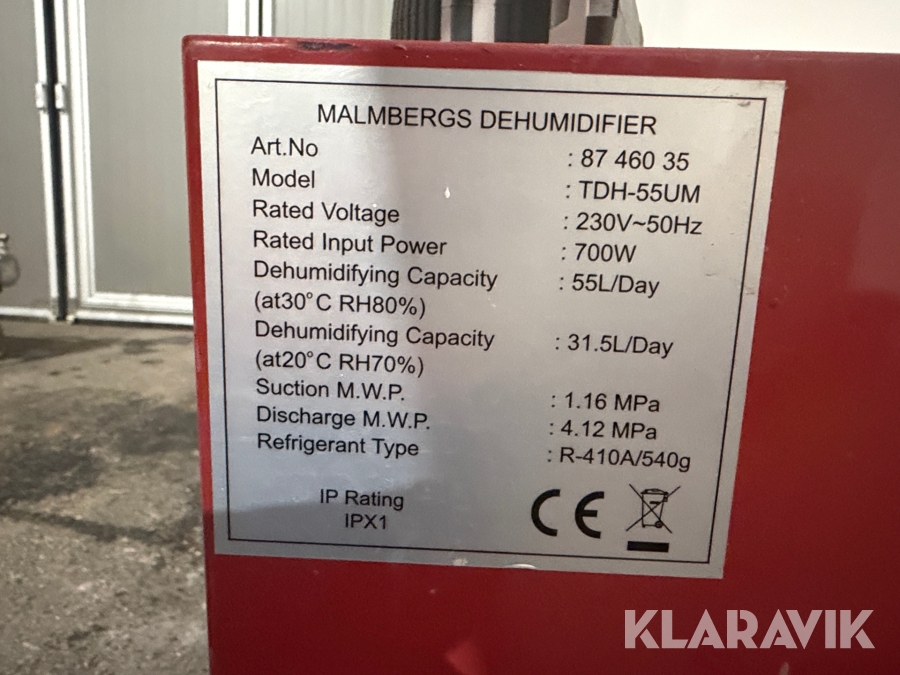 MALMBERGS DEHUMIDIFIER
Art.No : 87 460 35
Model : TDH-55UM
Rated Voltage : 230V~50Hz
Rated Input Power : 700W
Dehumidifying Capacity : 55L/Day
(at30°C RH80%)
Dehumidifying Capacity : 31.5L/Day
(at20°C RH70%)
Suction M.W.P. : 1.16 MPa
Discharge M.W.P. : 4.12 MPa
Refrigerant Type : R-410A/540g
IP Rating
IPX1
CE
KLARAVIK